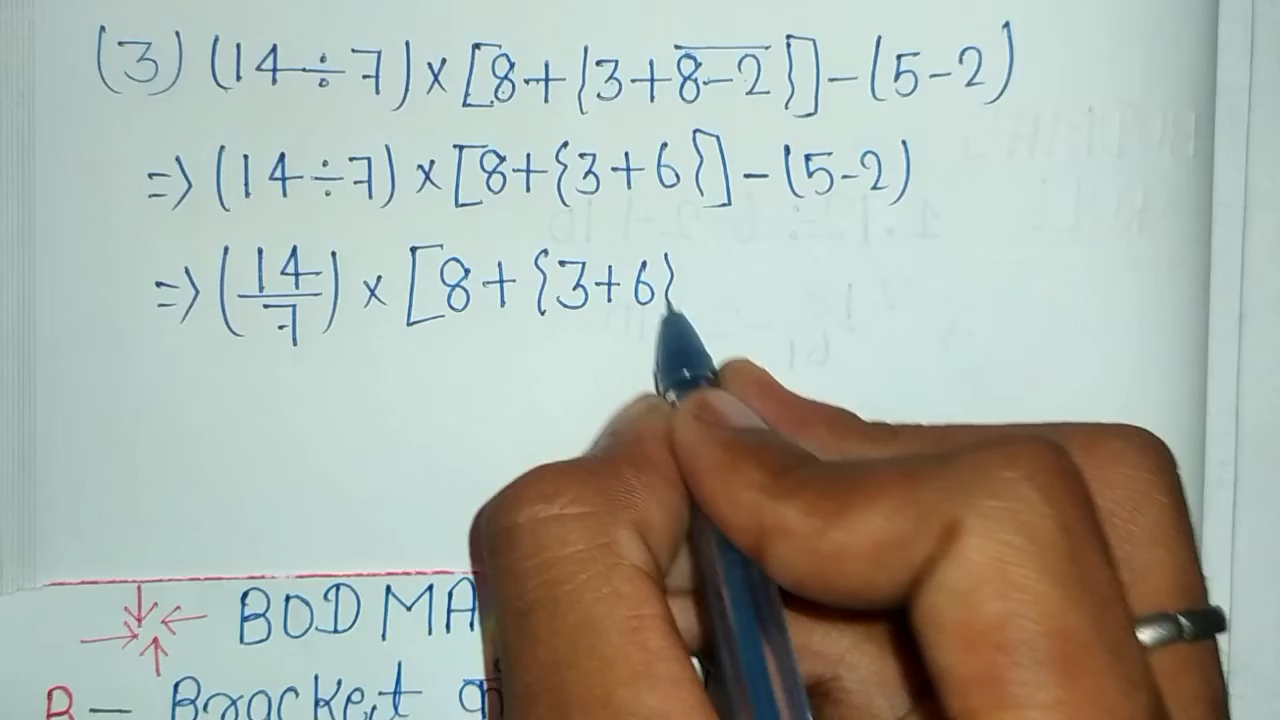 (3) (14÷7)×[8+{3+8̅-̅2̅}]-(5-2)
=> (14÷7)×[8+{3+6}]-(5-2)
=> (14/7)×[8+{3+6}
BODMA
B- Bracket